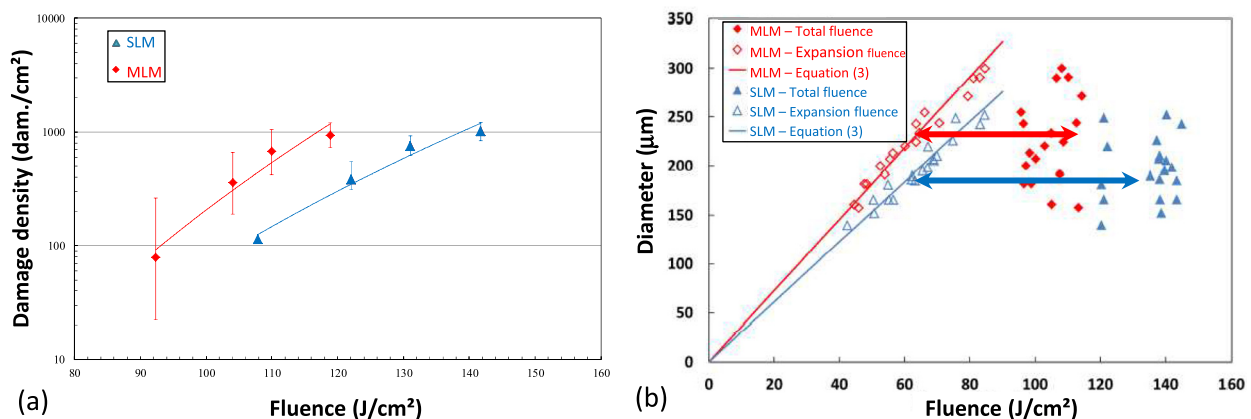 10000
1000
100
10
80
90
100
110
120
130
140
150
160
SLM
MLM
Damage density (dam./cm²)
Fluence (J/cm²)
(a)
350
300
250
200
150
100
50
0
0
20
40
60
80
100
120
140
160
MLM – Total fluence
MLM – Expansion fluence
MLM – Equation (3)
SLM – Total fluence
SLM – Expansion fluence
SLM – Equation (3)
Diameter (µm)
Fluence (J/cm²)
(b)